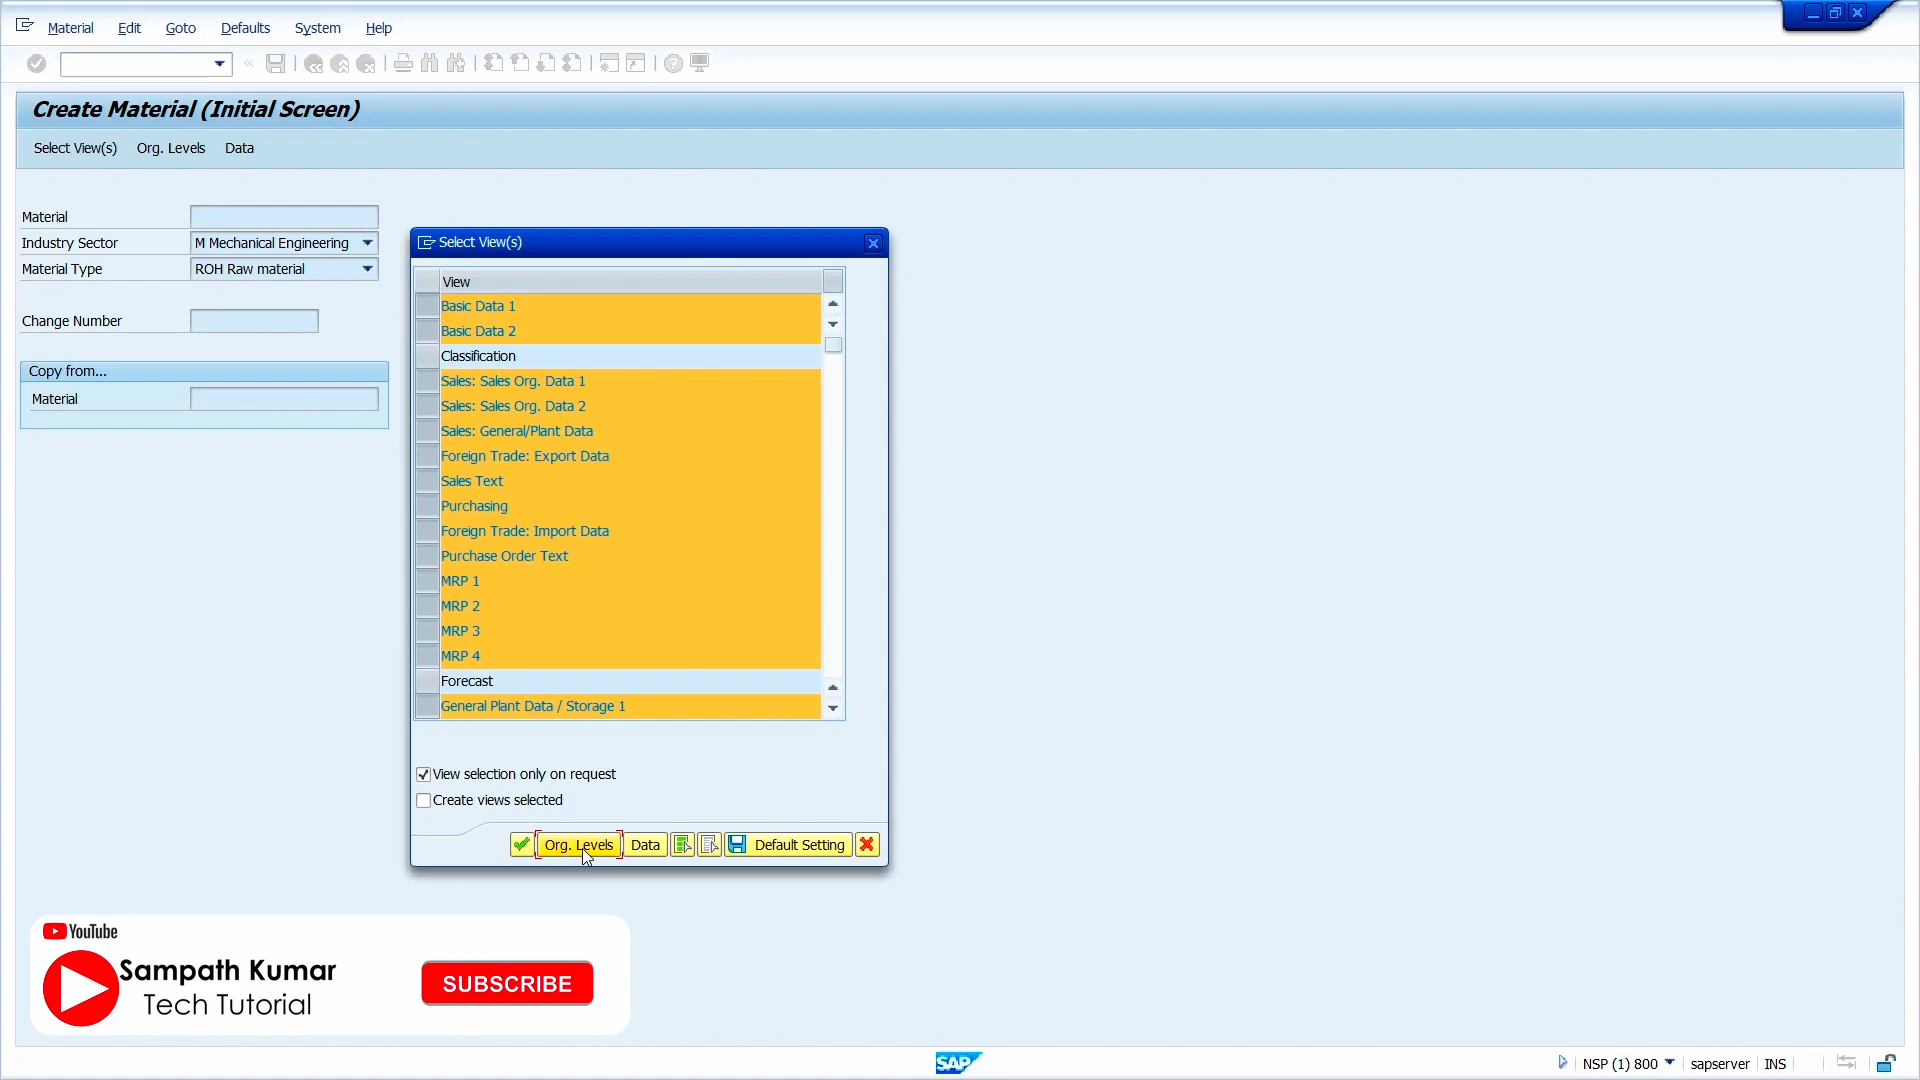 Material Edit Goto Defaults System Help
Create Material (Initial Screen)
Select View(s) Org. Levels Data
Material
Industry Sector M Mechanical Engineering
Material Type ROH Raw material
Change Number
Copy from...
Material
Select View(s)
View
Basic Data 1
Basic Data 2
Classification
Sales: Sales Org. Data 1
Sales: Sales Org. Data 2
Sales: General/Plant Data
Foreign Trade: Export Data
Sales Text
Purchasing
Foreign Trade: Import Data
Purchase Order Text
MRP 1
MRP 2
MRP 3
MRP 4
Forecast
General Plant Data / Storage 1
View selection only on request
Create views selected
Org. Levels Data Default Setting
YouTube
Sampath Kumar
Tech Tutorial
SUBSCRIBE
SAP
NSP (1) 800 sapserver INS